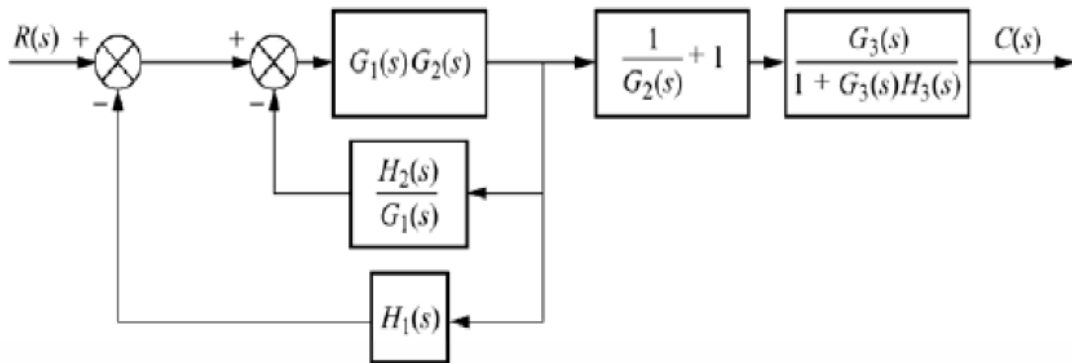 R(s) + + G₁(s)G₂(s) 1/G₂(s) + 1 G₃(s)/1 + G₃(s)H₃(s) C(s)
− −
H₂(s)/G₁(s)
H₁(s)